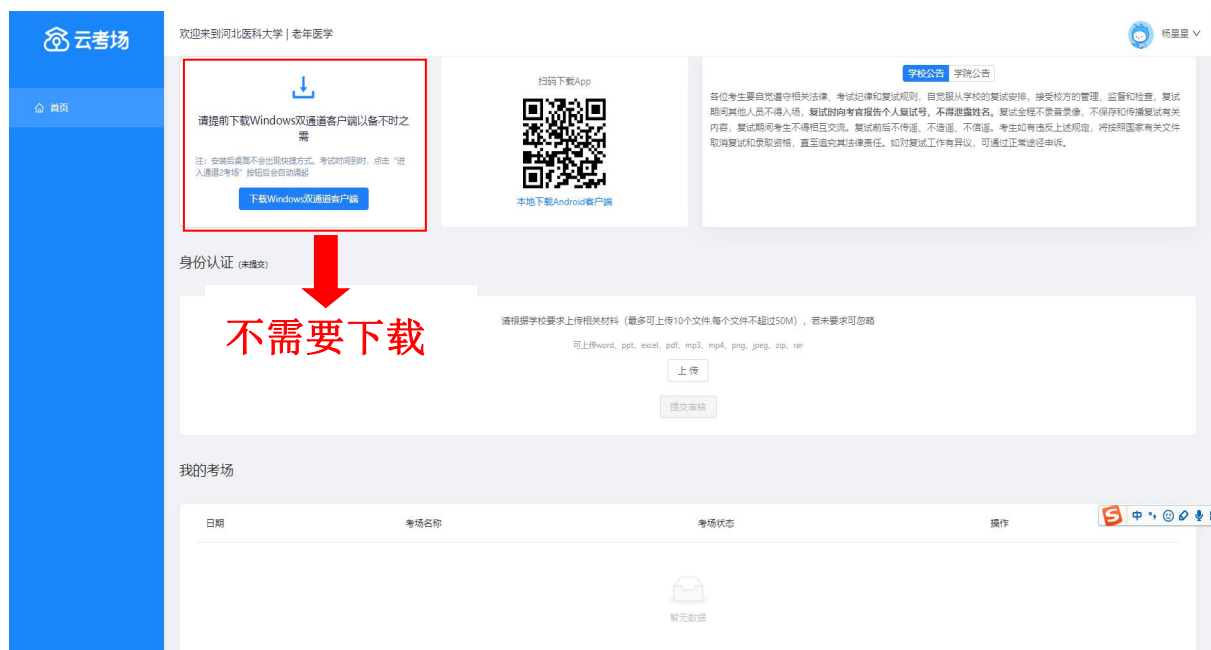 云考场
欢迎来到河北医科大学 | 老年医学
杨星星
首页
请提前下载Windows双通道客户端以备不时之
需
注：安装后桌面不会出现快捷方式。考试时间到时，点击“进
入通道2考场”按钮后会自动调起
下载Windows双通道客户端
扫码下载App
本地下载Android客户端
学校公告 学院公告
各位考生要自觉遵守相关法律、考试纪律和复试规则，自觉服从学校的复试安排，接受校方的管理、监督和检查，复试
期间其他人员不得入场，复试时向考官报告个人复试号，不得泄露姓名。复试全程不录音录像，不保存和传播复试有关
内容，复试期间考生不得相互交流。复试前后不传谣、不造谣、不信谣。考生如有违反上述规定，将按照国家有关文件
取消复试和录取资格，直至追究其法律责任。如对复试工作有异议，可通过正常途径申诉。
身份认证 (未提交)
不需要下载
请根据学校要求上传相关材料（最多可上传10个文件,每个文件不超过50M），若未要求可忽略
可上传word、ppt、excel、pdf、mp3、mp4、png、jpeg、zip、rar
上 传
提交审核
我的考场
日期 考场名称 考场状态 操作
中
暂无数据